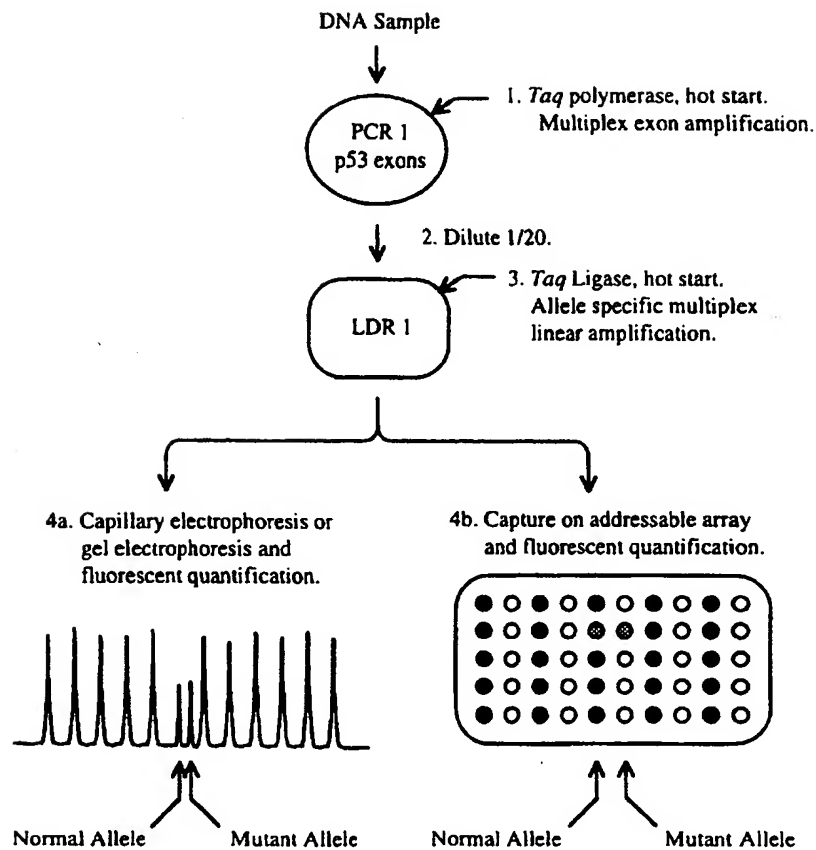 DNA Sample
1. Taq polymerase, hot start.
Multiplex exon amplification.
PCR 1
p53 exons
2. Dilute 1/20.
3. Taq Ligase, hot start.
Allele specific multiplex
linear amplification.
LDR 1
4a. Capillary electrophoresis or
gel electrophoresis and
fluorescent quantification.
4b. Capture on addressable array
and fluorescent quantification.
Normal Allele
Mutant Allele
Normal Allele
Mutant Allele